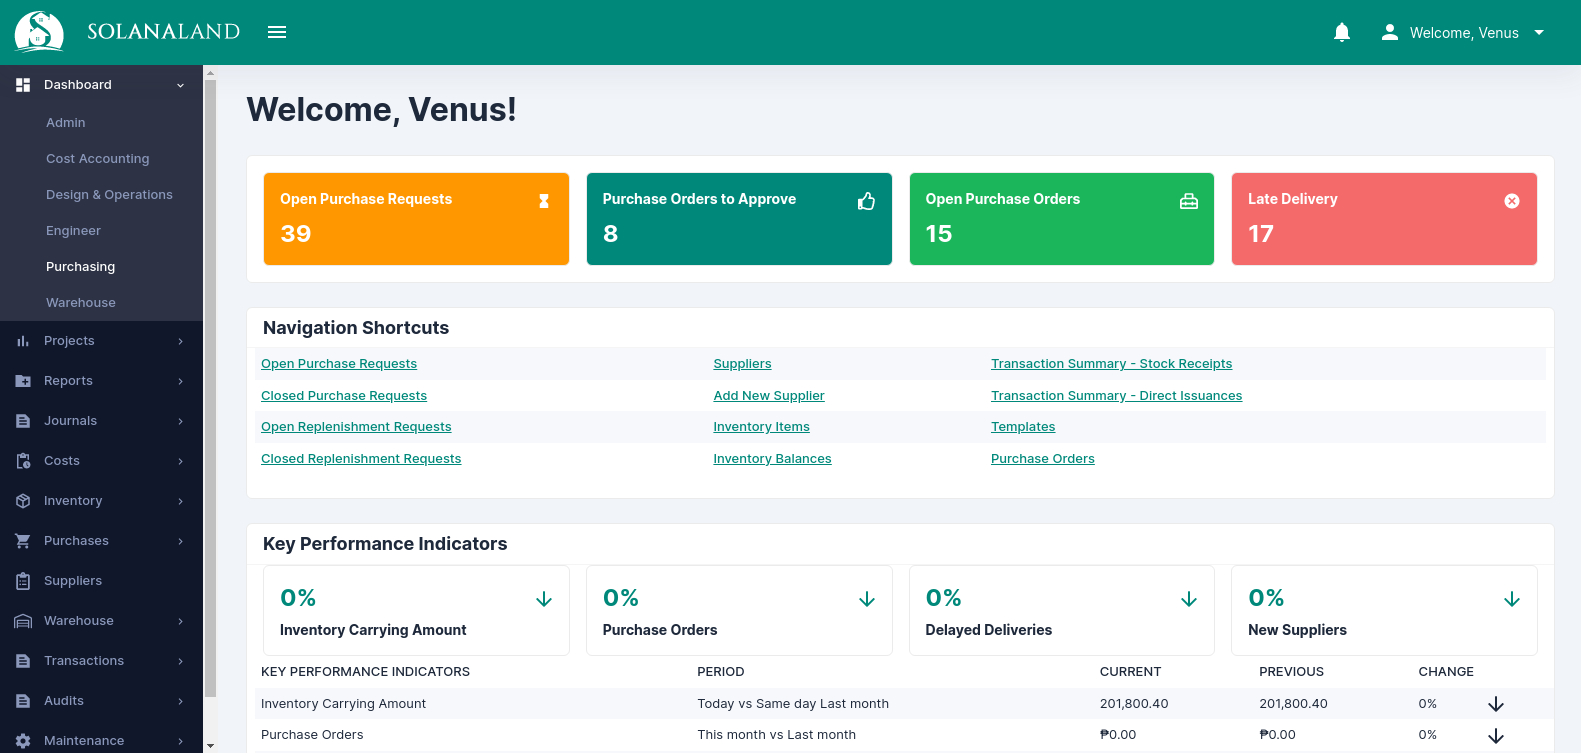 SOLANALAND
Welcome, Venus
Dashboard
Admin
Cost Accounting
Design & Operations
Engineer
Purchasing
Warehouse
Projects
Reports
Journals
Costs
Inventory
Purchases
Suppliers
Warehouse
Transactions
Audits
Maintenance
Welcome, Venus!
Open Purchase Requests
39
Purchase Orders to Approve
8
Open Purchase Orders
15
Late Delivery
17
Navigation Shortcuts
Open Purchase Requests Suppliers Transaction Summary - Stock Receipts
Closed Purchase Requests Add New Supplier Transaction Summary - Direct Issuances
Open Replenishment Requests Inventory Items Templates
Closed Replenishment Requests Inventory Balances Purchase Orders
Key Performance Indicators
0%
Inventory Carrying Amount
0%
Purchase Orders
0%
Delayed Deliveries
0%
New Suppliers
KEY PERFORMANCE INDICATORS PERIOD CURRENT PREVIOUS CHANGE
Inventory Carrying Amount Today vs Same day Last month 201,800.40 201,800.40 0%
Purchase Orders This month vs Last month ₱0.00 ₱0.00 0%